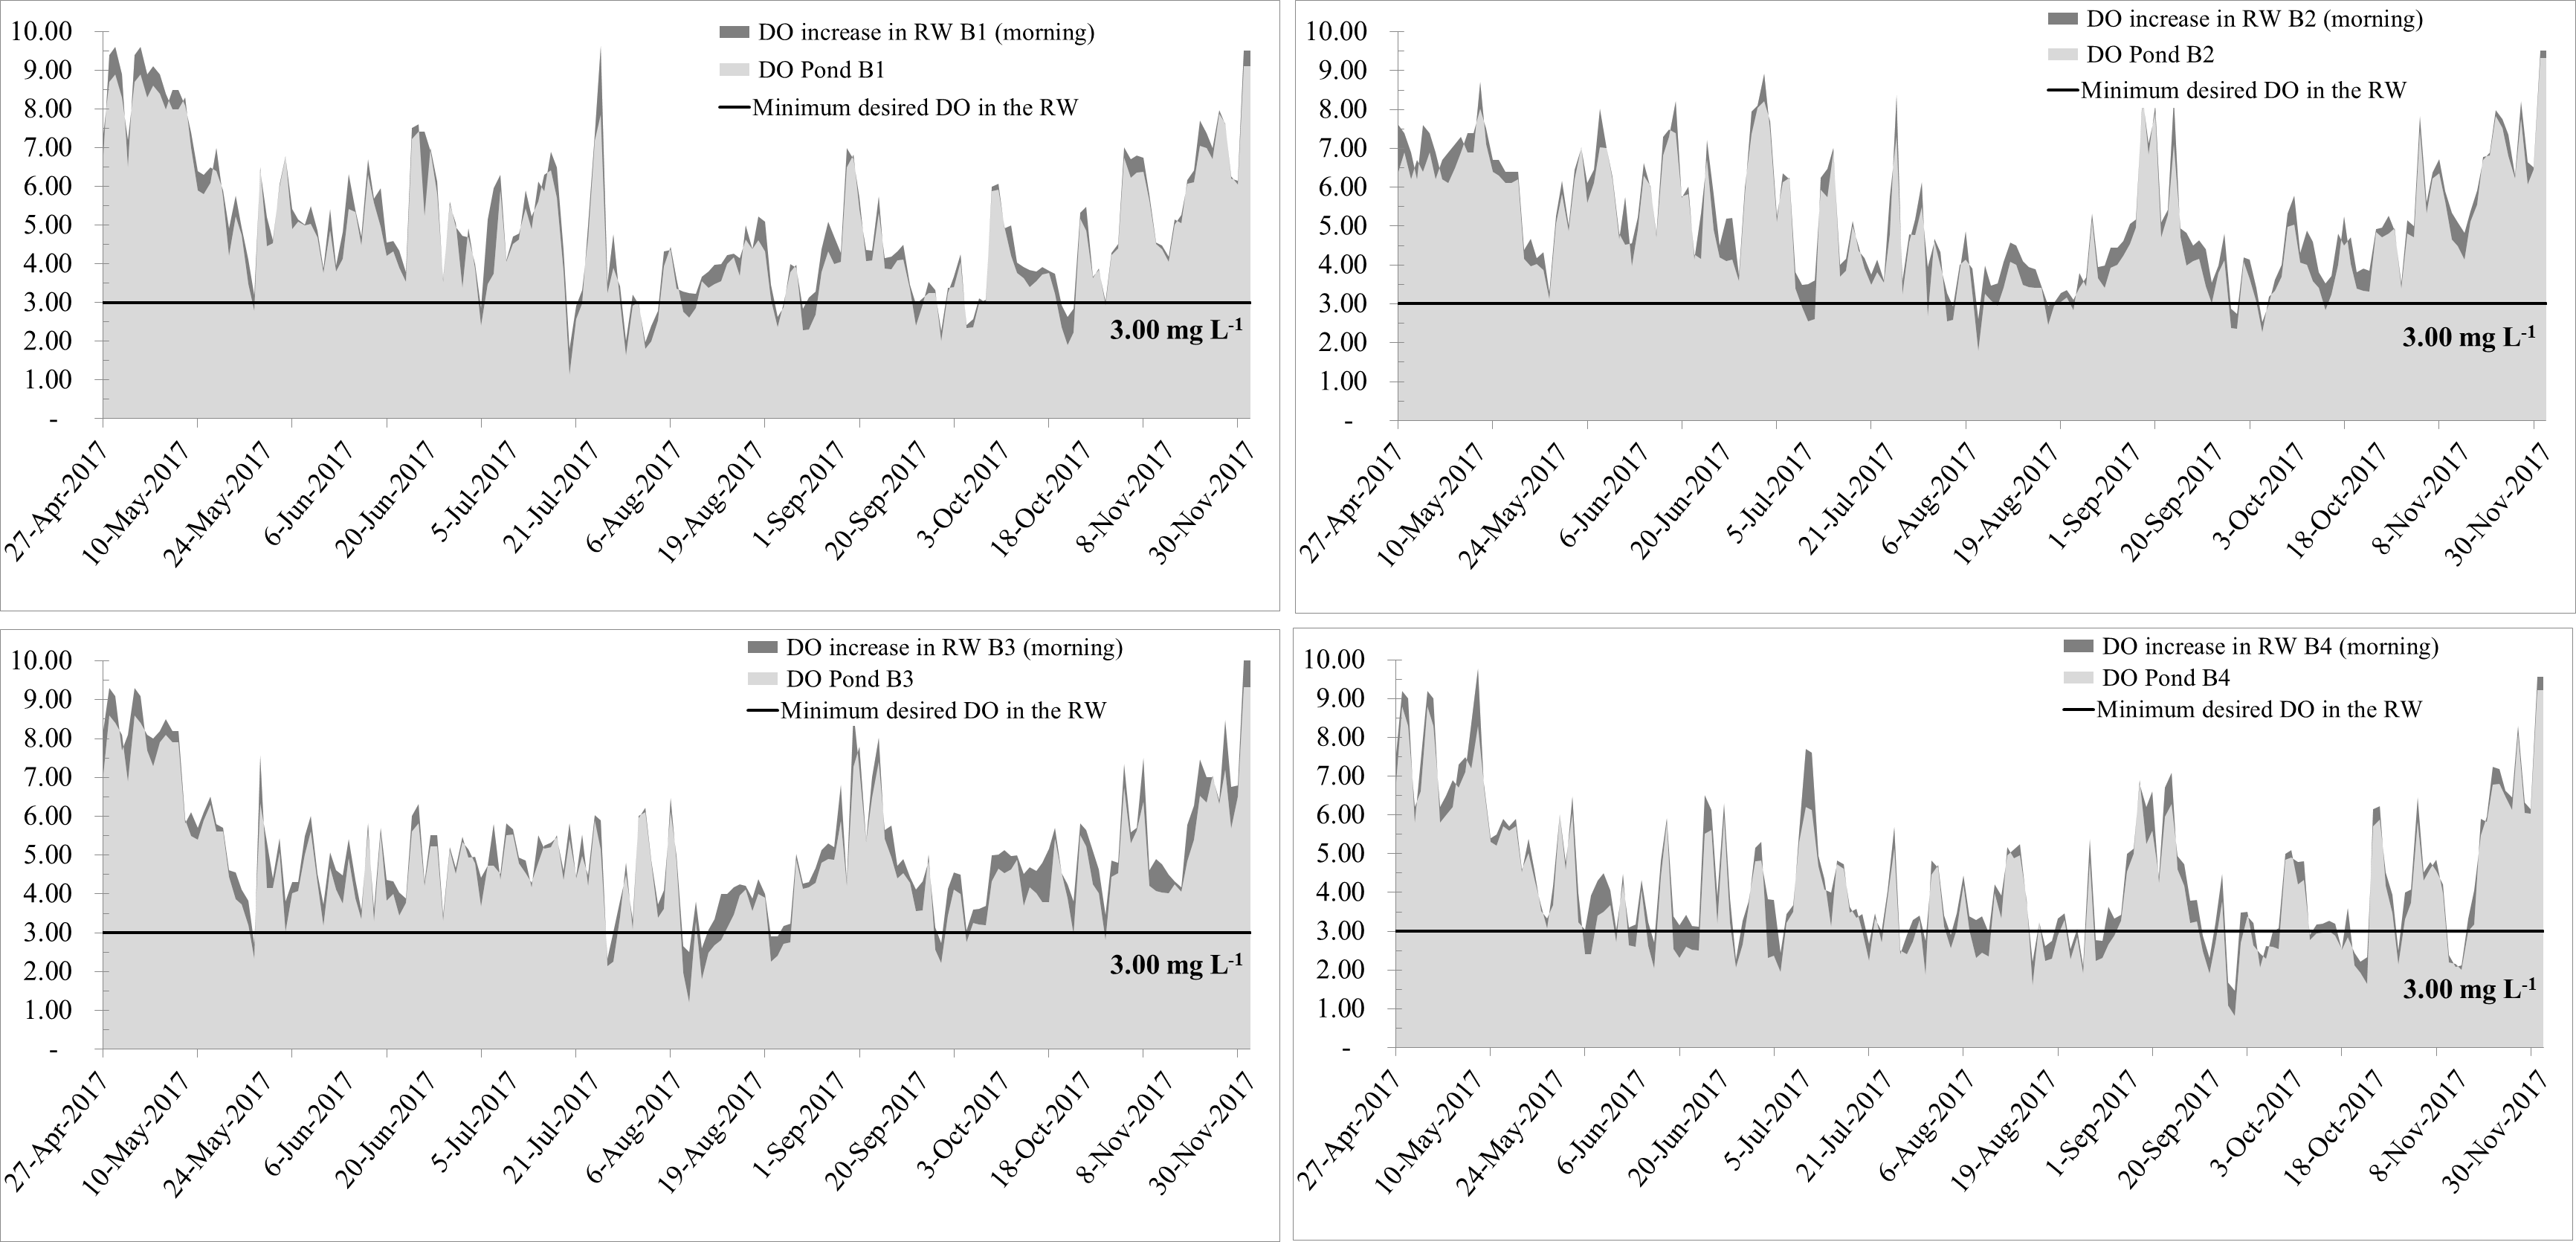 DO increase in RW B1 (morning)
DO Pond B1
Minimum desired DO in the RW
10.00
9.00
8.00
7.00
6.00
5.00
4.00
3.00
2.00
1.00
-
3.00 mg L-1
27-Apr-2017
10-May-2017
24-May-2017
6-Jun-2017
20-Jun-2017
5-Jul-2017
21-Jul-2017
6-Aug-2017
19-Aug-2017
1-Sep-2017
20-Sep-2017
3-Oct-2017
18-Oct-2017
8-Nov-2017
30-Nov-2017
DO increase in RW B2 (morning)
DO Pond B2
Minimum desired DO in the RW
10.00
9.00
8.00
7.00
6.00
5.00
4.00
3.00
2.00
1.00
-
3.00 mg L-1
27-Apr-2017
10-May-2017
24-May-2017
6-Jun-2017
20-Jun-2017
5-Jul-2017
21-Jul-2017
6-Aug-2017
19-Aug-2017
1-Sep-2017
20-Sep-2017
3-Oct-2017
18-Oct-2017
8-Nov-2017
30-Nov-2017
DO increase in RW B3 (morning)
DO Pond B3
Minimum desired DO in the RW
10.00
9.00
8.00
7.00
6.00
5.00
4.00
3.00
2.00
1.00
-
3.00 mg L-1
27-Apr-2017
10-May-2017
24-May-2017
6-Jun-2017
20-Jun-2017
5-Jul-2017
21-Jul-2017
6-Aug-2017
19-Aug-2017
1-Sep-2017
20-Sep-2017
3-Oct-2017
18-Oct-2017
8-Nov-2017
30-Nov-2017
DO increase in RW B4 (morning)
DO Pond B4
Minimum desired DO in the RW
10.00
9.00
8.00
7.00
6.00
5.00
4.00
3.00
2.00
1.00
-
3.00 mg L-1
27-Apr-2017
10-May-2017
24-May-2017
6-Jun-2017
20-Jun-2017
5-Jul-2017
21-Jul-2017
6-Aug-2017
19-Aug-2017
1-Sep-2017
20-Sep-2017
3-Oct-2017
18-Oct-2017
8-Nov-2017
30-Nov-2017